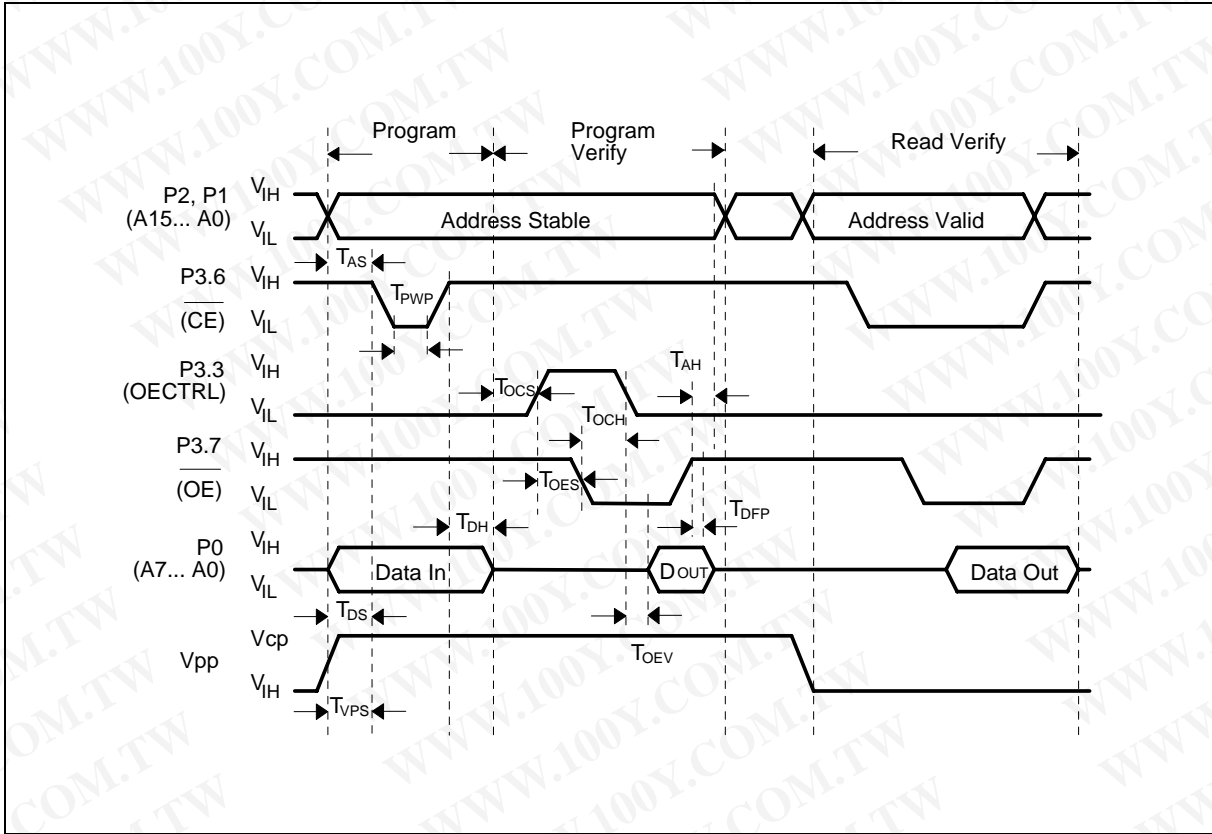 Program
Program
Verify
Read Verify
P2, P1
(A15... A0)
VIH
VIL
Address Stable
Address Valid
TAS
P3.6
(CE)
VIH
VIL
TPWP
P3.3
(OECTRL)
VIH
VIL
TOCS
TAH
TOCH
P3.7
(OE)
VIH
VIL
TOES
TDFP
TDH
P0
(A7... A0)
VIH
VIL
Data In
DOUT
Data Out
TDS
Vpp
Vcp
VIH
TOEV
TVPS
WWW.100Y.COM.TW